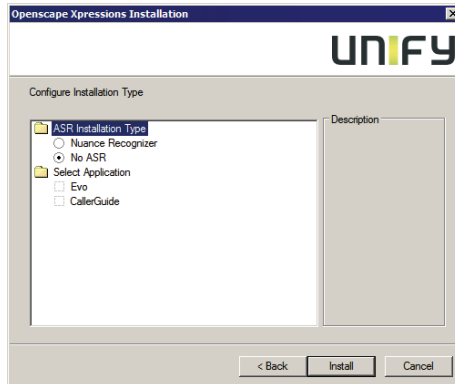 Openscape Xpressions Installation
UNIFY
Configure Installation Type
ASR Installation Type
Nuance Recognizer
No ASR
Select Application
Evo
CallerGuide
Description
< Back
Install
Cancel